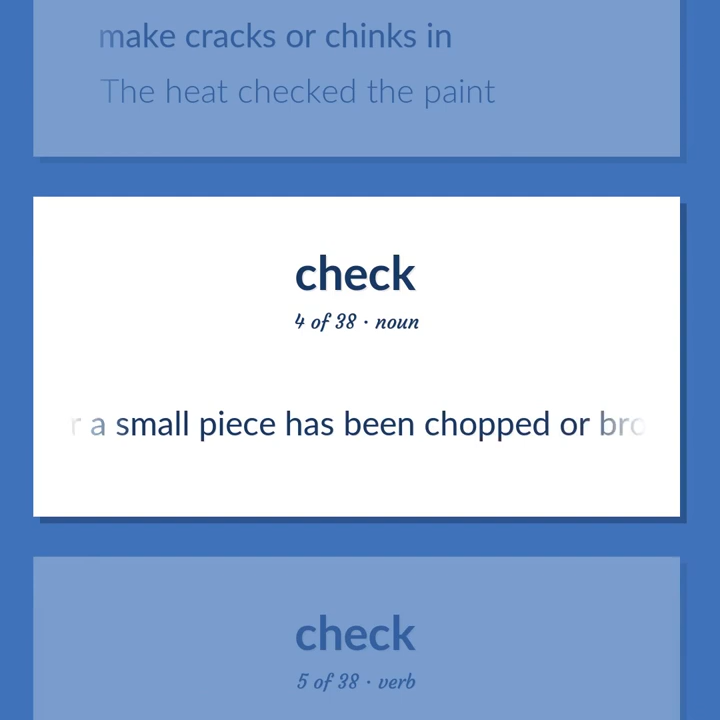 make cracks or chinks in
The heat checked the paint
check
4 of 38 · noun
r a small piece has been chopped or bro
check
5 of 38 · verb